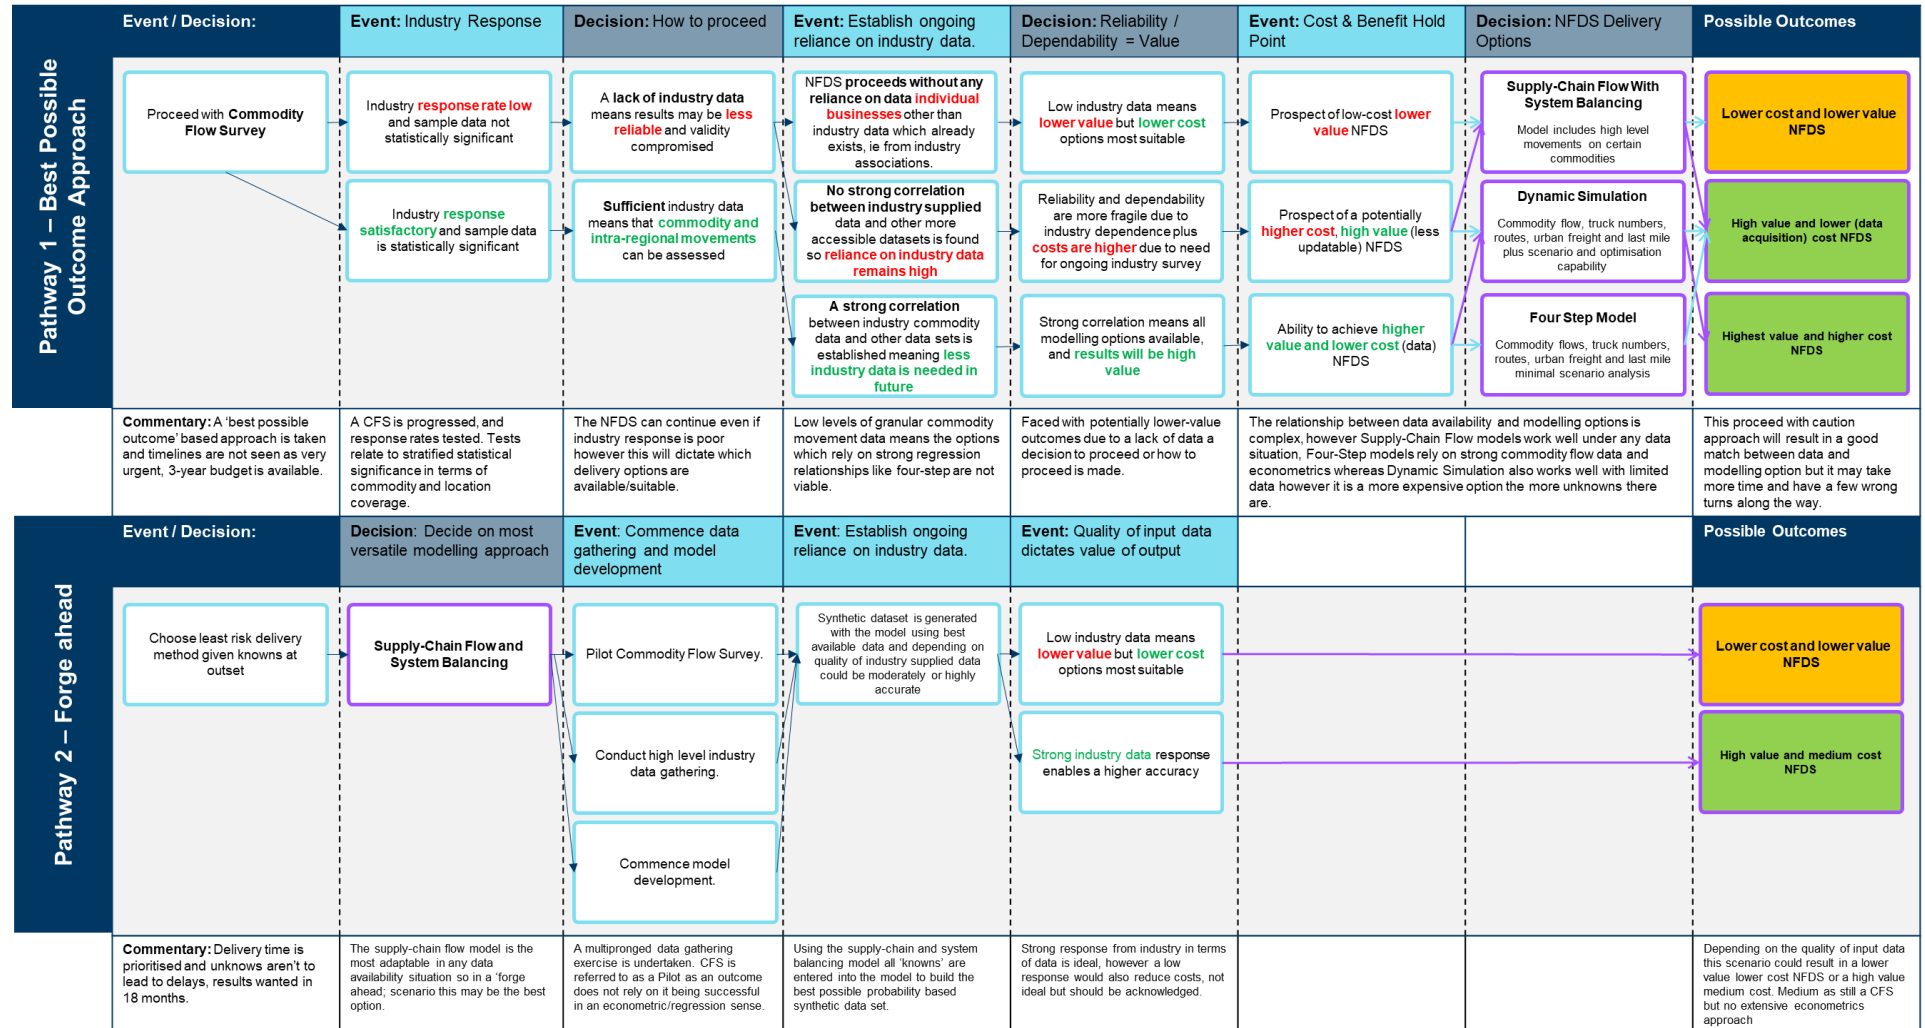 Pathway 1 – Best Possible
Outcome Approach
Event / Decision:
Event: Industry Response
Decision: How to proceed
Event: Establish ongoing
reliance on industry data.
Decision: Reliability /
Dependability = Value
Event: Cost & Benefit Hold
Point
Decision: NFDS Delivery
Options
Possible Outcomes
Proceed with Commodity
Flow Survey
Industry response rate low
and sample data not
statistically significant
Industry response
satisfactory and sample data
is statistically significant
A lack of industry data
means results may be less
reliable and validity
compromised
Sufficient industry data
means that commodity and
intra-regional movements
can be assessed
NFDS proceeds without any
reliance on data individual
businesses other than
industry data which already
exists, ie from industry
associations.
No strong correlation
between industry supplied
data and other more
accessible datasets is found
so reliance on industry data
remains high
A strong correlation
between industry commodity
data and other data sets is
established meaning less
industry data is needed in
future
Low industry data means
lower value but lower cost
options most suitable
Reliability and dependability
are more fragile due to
industry dependence plus
costs are higher due to need
for ongoing industry survey
Strong correlation means all
modelling options available,
and results will be high
value
Prospect of low-cost lower
value NFDS
Prospect of a potentially
higher cost, high value (less
updatable) NFDS
Ability to achieve higher
value and lower cost (data)
NFDS
Supply-Chain Flow With
System Balancing
Model includes high level
movements on certain
commodities
Dynamic Simulation
Commodity flow, truck numbers,
routes, urban freight and last mile
plus scenario and optimisation
capability
Four Step Model
Commodity flows, truck numbers,
routes, urban freight and last mile
minimal scenario analysis
Lower cost and lower value
NFDS
High value and lower (data
acquisition) cost NFDS
Highest value and higher cost
NFDS
Commentary: A ‘best possible
outcome’ based approach is taken
and timelines are not seen as very
urgent, 3-year budget is available.
A CFS is progressed, and
response rates tested. Tests
relate to stratified statistical
significance in terms of
commodity and location
coverage.
The NFDS can continue even if
industry response is poor
however this will dictate which
delivery options are
available/suitable.
Low levels of granular commodity
movement data means the options
which rely on strong regression
relationships like four-step are not
viable.
Faced with potentially lower-value
outcomes due to a lack of data a
decision to proceed or how to
proceed is made.
The relationship between data availability and modelling options is
complex, however Supply-Chain Flow models work well under any data
situation, Four-Step models rely on strong commodity flow data and
econometrics whereas Dynamic Simulation also works well with limited
data however it is a more expensive option the more unknowns there
are.
This proceed with caution
approach will result in a good
match between data and
modelling option but it may take
more time and have a few wrong
turns along the way.
Pathway 2 – Forge ahead
Event / Decision:
Decision: Decide on most
versatile modelling approach
Event: Commence data
gathering and model
development
Event: Establish ongoing
reliance on industry data.
Event: Quality of input data
dictates value of output
Possible Outcomes
Choose least risk delivery
method given knowns at
outset
Supply-Chain Flow and
System Balancing
Pilot Commodity Flow Survey.
Conduct high level industry
data gathering.
Commence model
development.
Synthetic dataset is generated
with the model using best
available data and depending on
quality of industry supplied data
could be moderately or highly
accurate
Low industry data means
lower value but lower cost
options most suitable
Strong industry data response
enables a higher accuracy
Lower cost and lower value
NFDS
High value and medium cost
NFDS
Commentary: Delivery time is
prioritised and unknows aren’t to
lead to delays, results wanted in
18 months.
The supply-chain flow model is the
most adaptable in any data
availability situation so in a ‘forge
ahead; scenario this may be the best
option.
A multipronged data gathering
exercise is undertaken. CFS is
referred to as a Pilot as an outcome
does not rely on it being successful
in an econometric/regression sense.
Using the supply-chain and system
balancing model all ‘knowns’ are
entered into the model to build the
best possible probability based
synthetic data set.
Strong response from industry in terms
of data is ideal, however a low
response would also reduce costs, not
ideal but should be acknowledged.
Depending on the quality of input data
this scenario could result in a lower
value lower cost NFDS or a high value
medium cost. Medium as still a CFS
but no extensive econometrics
approach